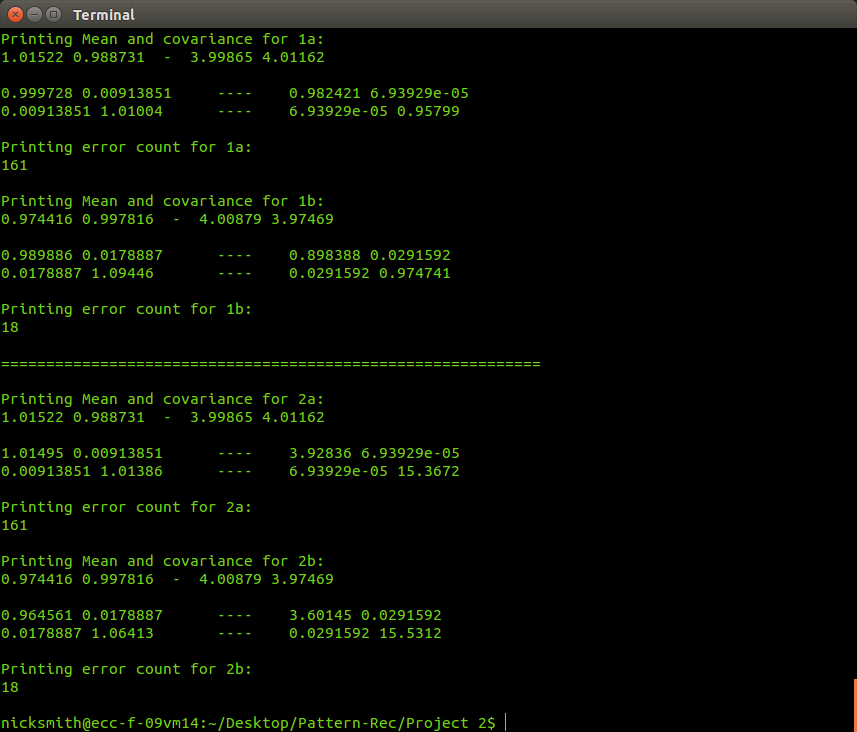 Terminal
Printing Mean and covariance for 1a:
1.01522 0.988731  -  3.99865 4.01162
0.999728 0.00913851     ----    0.982421 6.93929e-05
0.00913851 1.01004      ----    6.93929e-05 0.95799
Printing error count for 1a:
161
Printing Mean and covariance for 1b:
0.974416 0.997816  -  4.00879 3.97469
0.989886 0.0178887      ----    0.898388 0.0291592
0.0178887 1.09446       ----    0.0291592 0.974741
Printing error count for 1b:
18
============================================================
Printing Mean and covariance for 2a:
1.01522 0.988731  -  3.99865 4.01162
1.01495 0.00913851      ----    3.92836 6.93929e-05
0.00913851 1.01386      ----    6.93929e-05 15.3672
Printing error count for 2a:
161
Printing Mean and covariance for 2b:
0.974416 0.997816  -  4.00879 3.97469
0.964561 0.0178887      ----    3.60145 0.0291592
0.0178887 1.06413       ----    0.0291592 15.5312
Printing error count for 2b:
18
nicksmith@ecc-f-09vm14:~/Desktop/Pattern-Rec/Project 2$